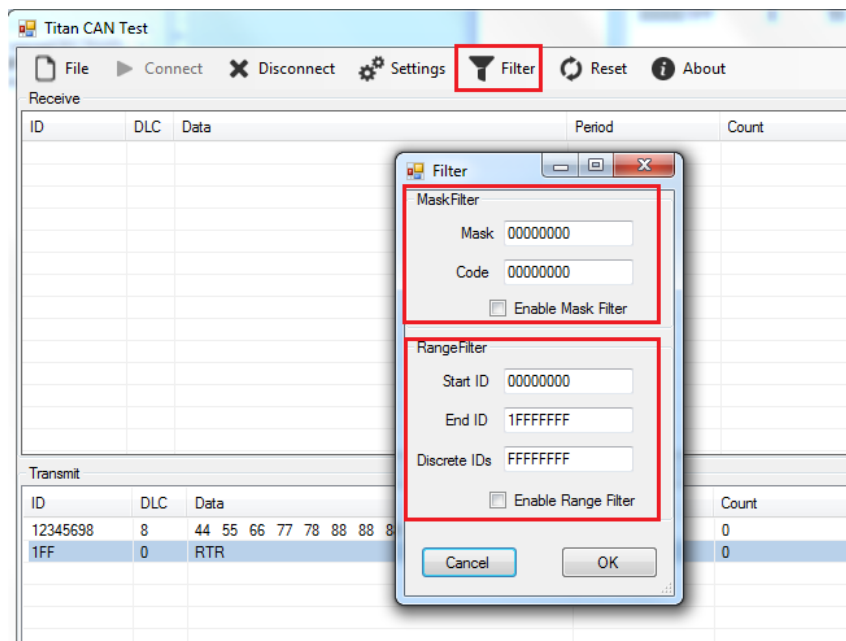 Titan CAN Test
File Connect Disconnect Settings Filter Reset About
Receive
ID DLC Data Period Count
Filter
MaskFilter
Mask 00000000
Code 00000000
Enable Mask Filter
RangeFilter
Start ID 00000000
End ID 1FFFFFFF
Discrete IDs FFFFFFFF
Enable Range Filter
Cancel OK
Transmit
ID DLC Data Count
12345698 8 44 55 66 77 78 88 88 0
1FF 0 RTR 0